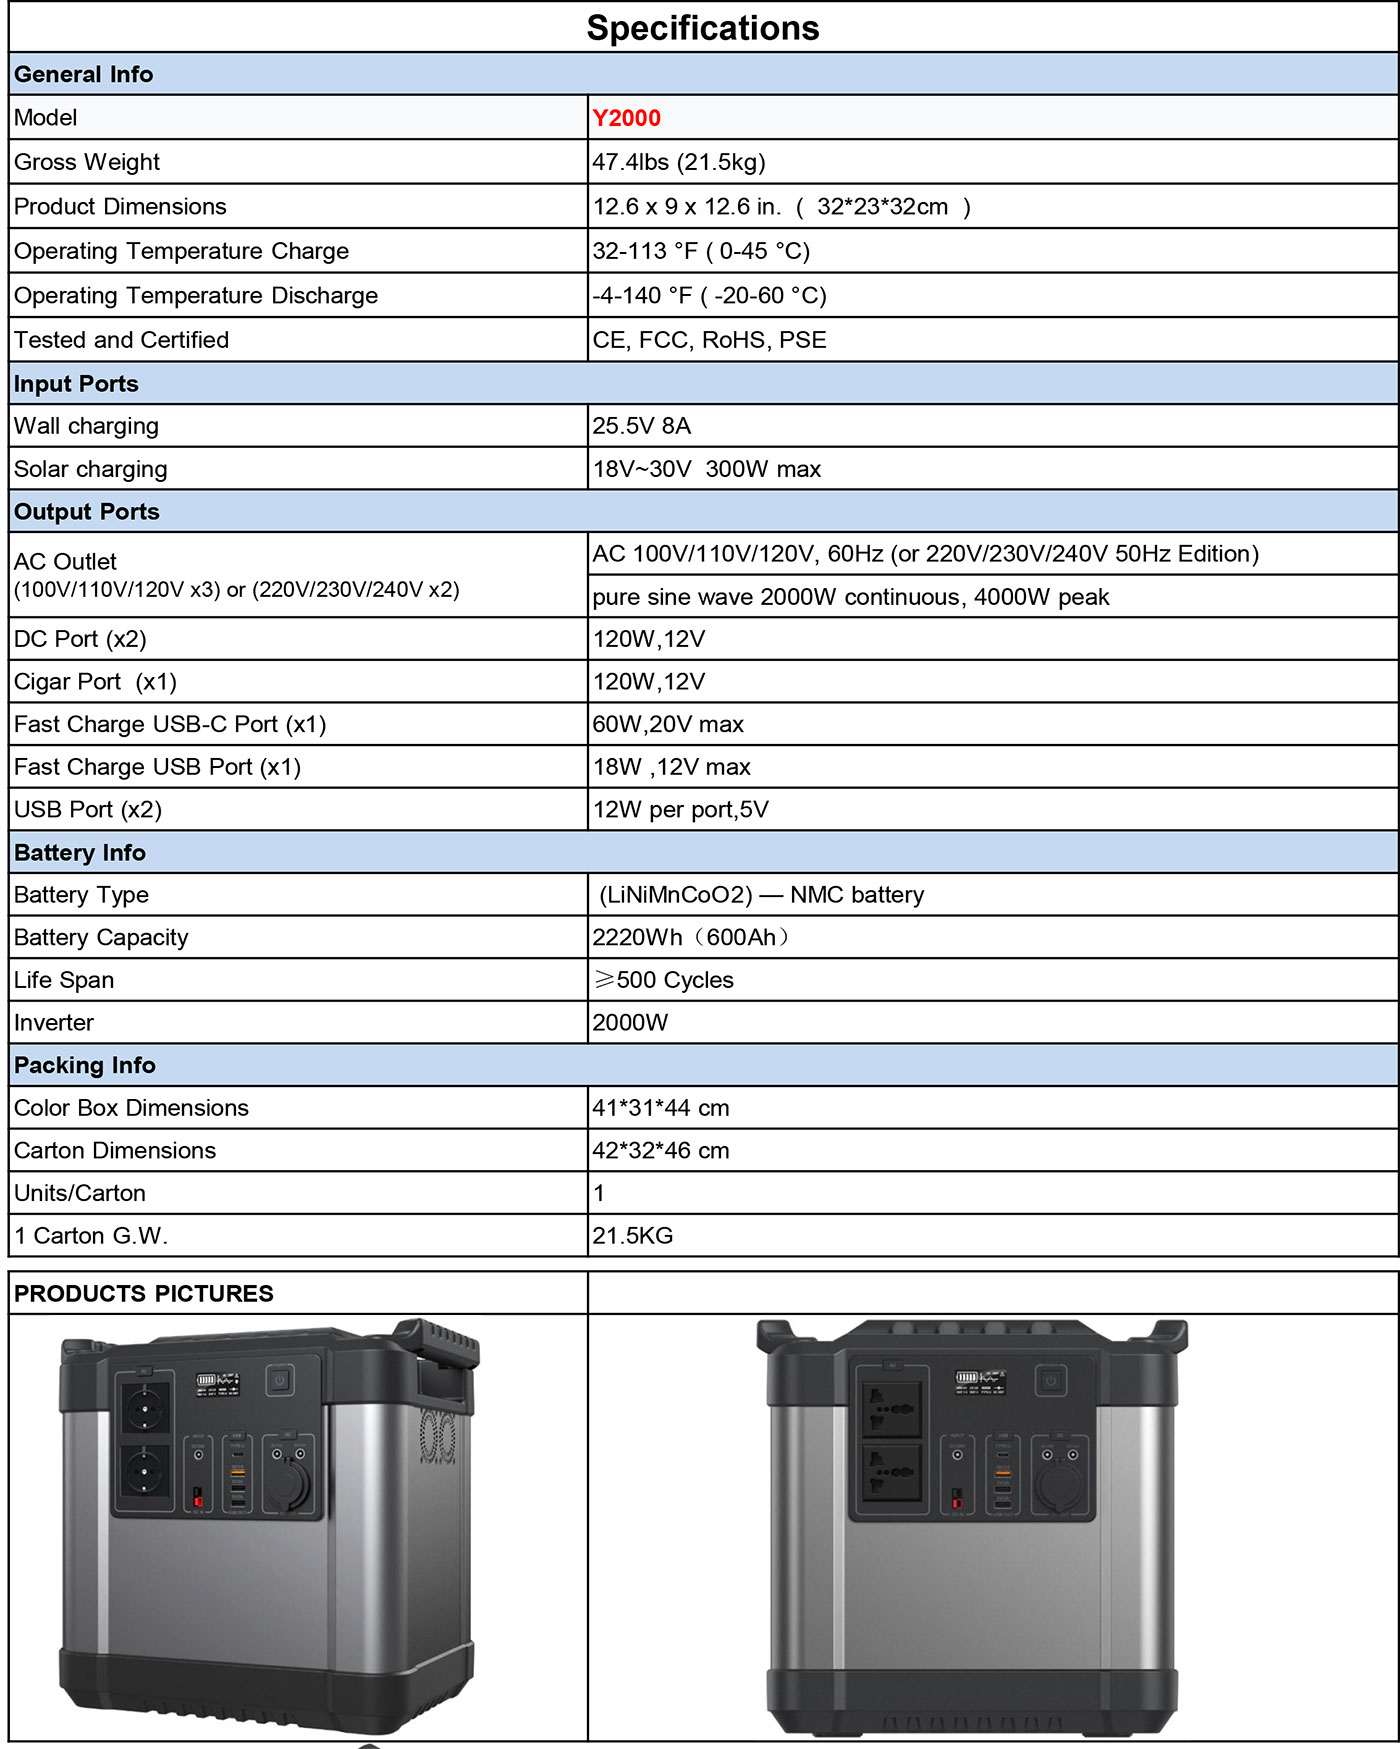 Specifications
General Info
Model
Y2000
Gross Weight
47.4lbs (21.5kg)
Product Dimensions
12.6 x 9 x 12.6 in. ( 32*23*32cm )
Operating Temperature Charge
32-113 °F ( 0-45 °C)
Operating Temperature Discharge
-4-140 °F ( -20-60 °C)
Tested and Certified
CE, FCC, RoHS, PSE
Input Ports
Wall charging
25.5V 8A
Solar charging
18V~30V 300W max
Output Ports
AC Outlet
(100V/110V/120V x3) or (220V/230V/240V x2)
AC 100V/110V/120V, 60Hz (or 220V/230V/240V 50Hz Edition)
pure sine wave 2000W continuous, 4000W peak
DC Port (x2)
120W,12V
Cigar Port (x1)
120W,12V
Fast Charge USB-C Port (x1)
60W,20V max
Fast Charge USB Port (x1)
18W ,12V max
USB Port (x2)
12W per port,5V
Battery Info
Battery Type
(LiNiMnCoO2) — NMC battery
Battery Capacity
2220Wh（600Ah）
Life Span
≥500 Cycles
Inverter
2000W
Packing Info
Color Box Dimensions
41*31*44 cm
Carton Dimensions
42*32*46 cm
Units/Carton
1
1 Carton G.W.
21.5KG
PRODUCTS PICTURES